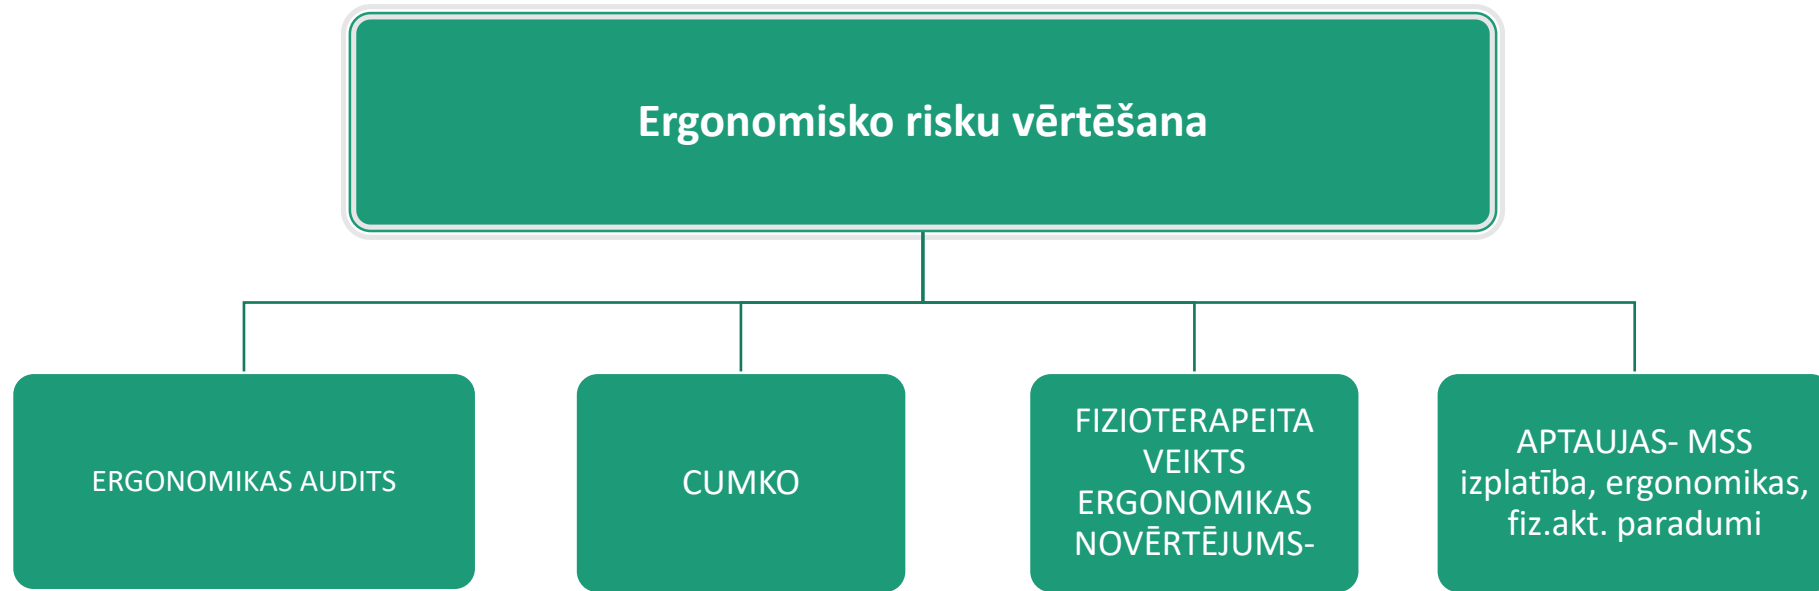 Ergonomisko risku vērtēšana
ERGONOMIKAS AUDITS
CUMKO
FIZIOTERAPEITA
VEIKTS
ERGONOMIKAS
NOVĒRTĒJUMS-
APTAUJAS- MSS
izplatība, ergonomikas,
fiz.akt. paradumi